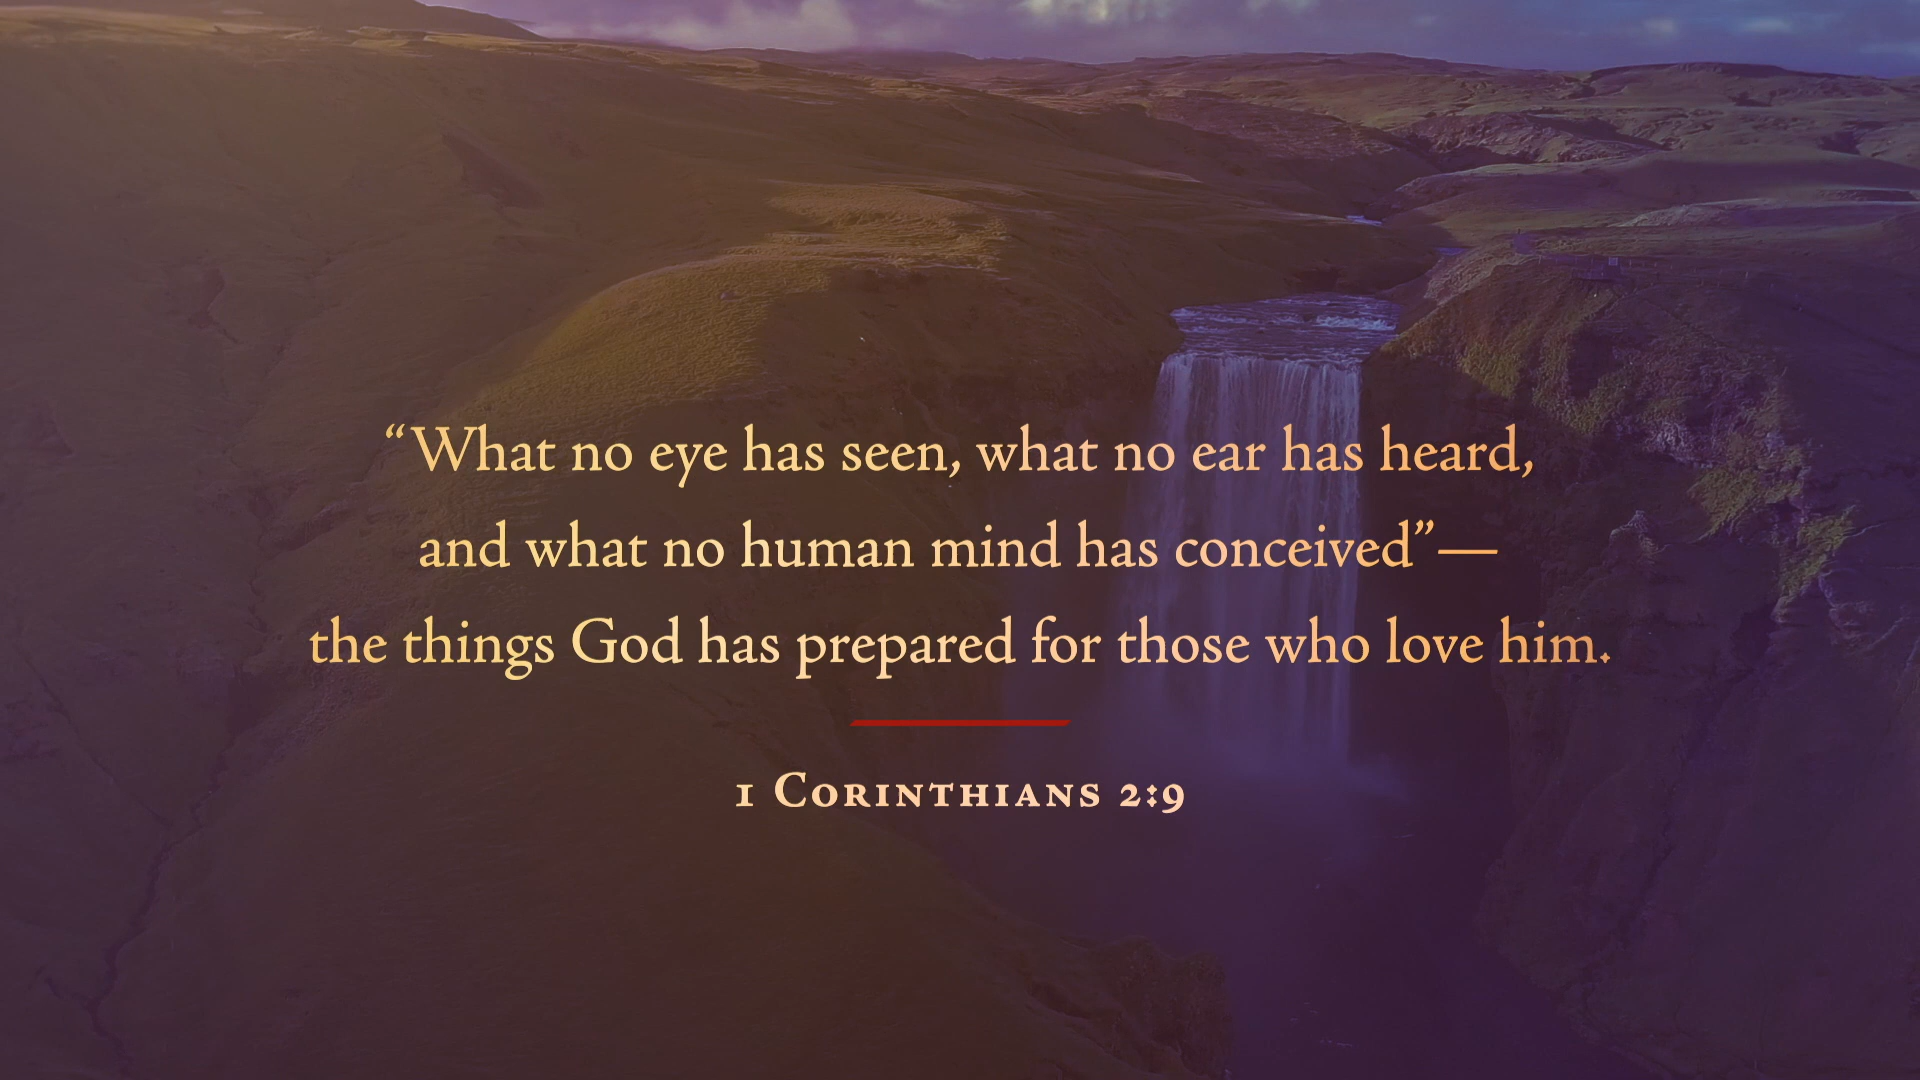 “What no eye has seen, what no ear has heard,
and what no human mind has conceived”—
the things God has prepared for those who love him.
1 Corinthians 2:9